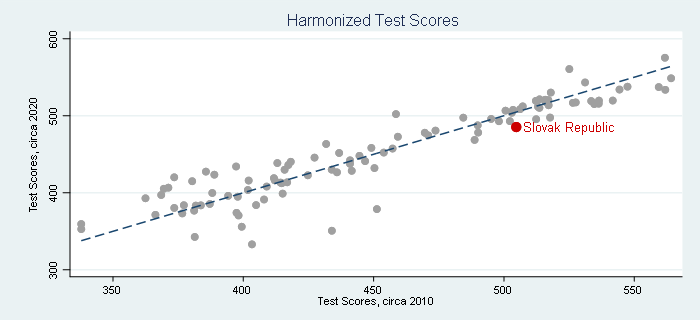 Harmonized Test Scores
Test Scores, circa 2020
600
500
400
300
Slovak Republic
350
400
450
500
550
Test Scores, circa 2010